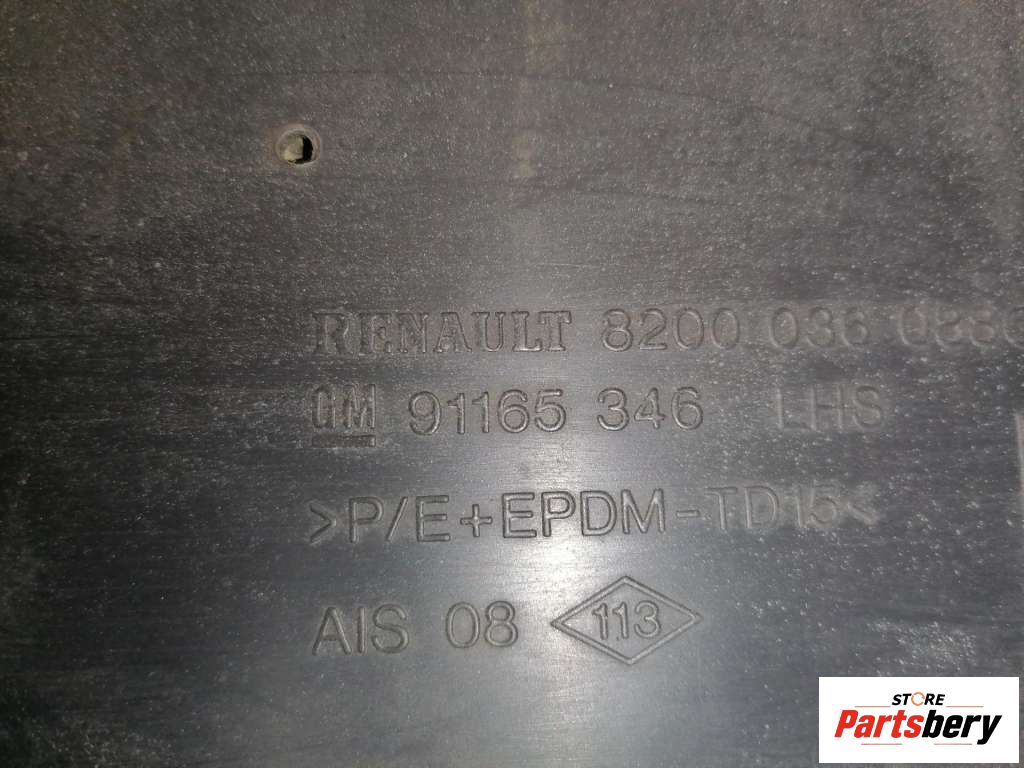 RENAULT 8200 036
GM 91165 346 LHS
>P/E+EPDM-TD15<
AIS 08 113
STORE
Partsbery